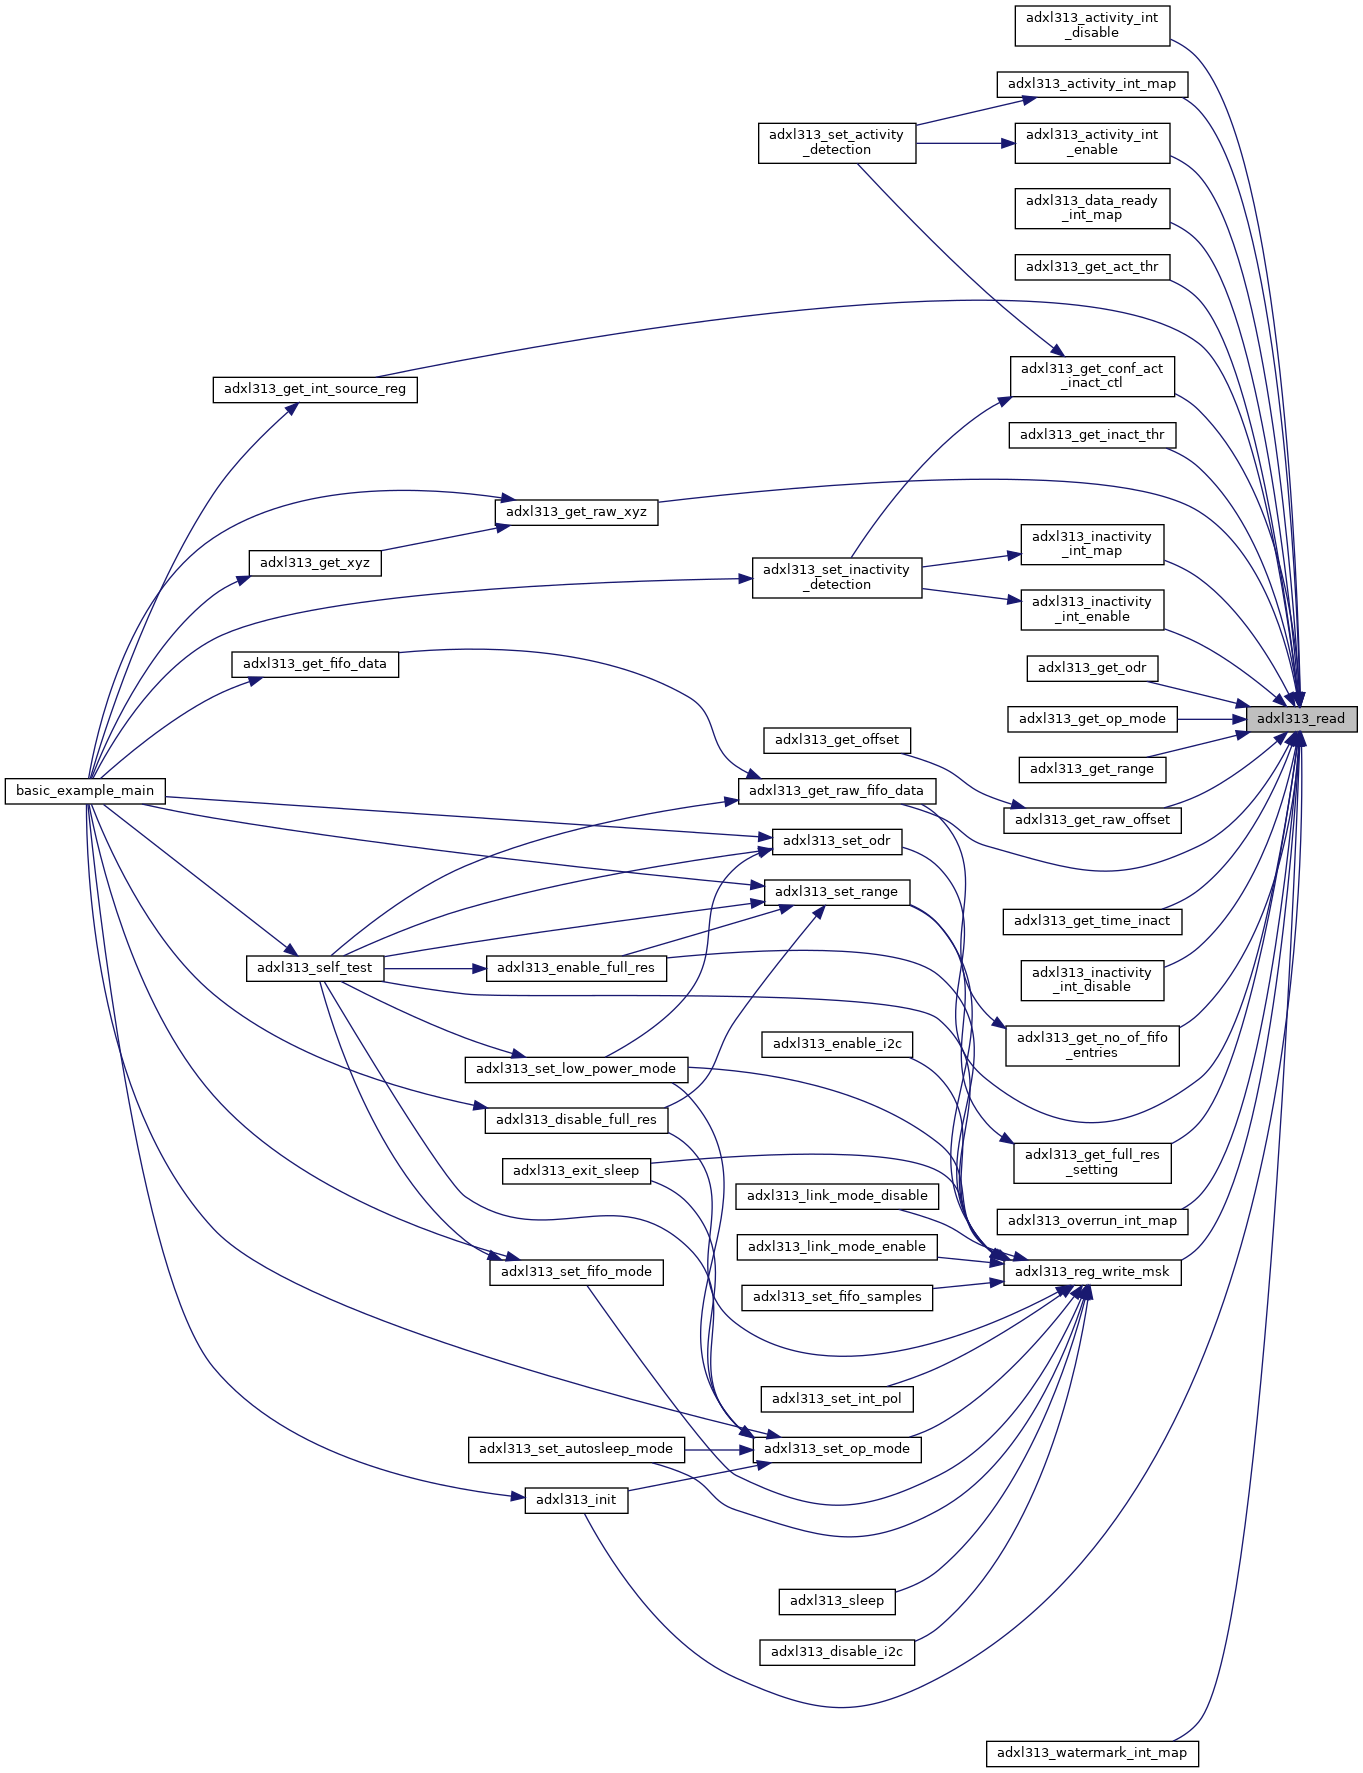 adxl313_activity_int
_disable
adxl313_activity_int_map
adxl313_set_activity
_detection
adxl313_activity_int
_enable
adxl313_data_ready
_int_map
adxl313_get_act_thr
adxl313_get_int_source_reg
adxl313_get_conf_act
_inact_ctl
adxl313_get_inact_thr
adxl313_get_raw_xyz
adxl313_get_xyz
adxl313_inactivity
_int_map
adxl313_set_inactivity
_detection
adxl313_inactivity
_int_enable
adxl313_get_fifo_data
adxl313_get_odr
adxl313_get_op_mode
adxl313_read
adxl313_get_offset
adxl313_get_range
basic_example_main
adxl313_get_raw_fifo_data
adxl313_get_raw_offset
adxl313_set_odr
adxl313_set_range
adxl313_get_time_inact
adxl313_self_test
adxl313_enable_full_res
adxl313_inactivity
_int_disable
adxl313_enable_i2c
adxl313_get_no_of_fifo
_entries
adxl313_set_low_power_mode
adxl313_disable_full_res
adxl313_exit_sleep
adxl313_get_full_res
_setting
adxl313_link_mode_disable
adxl313_overrun_int_map
adxl313_link_mode_enable
adxl313_set_fifo_mode
adxl313_reg_write_msk
adxl313_set_fifo_samples
adxl313_set_int_pol
adxl313_set_autosleep_mode
adxl313_set_op_mode
adxl313_init
adxl313_sleep
adxl313_disable_i2c
adxl313_watermark_int_map